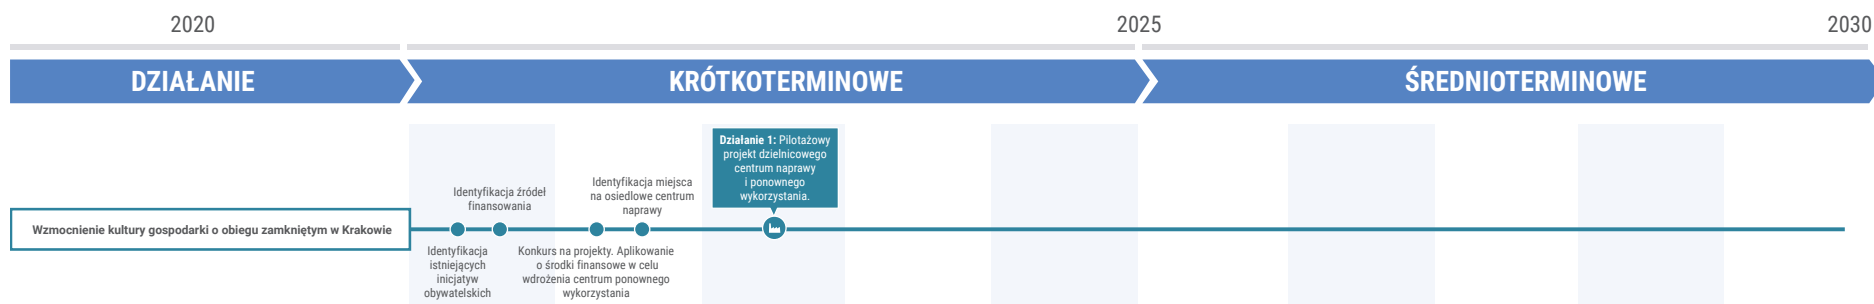 2020
2025
2030
DZIAŁANIE
KRÓTKOTERMINOWE
ŚREDNIOTERMINOWE
Działanie 1: Pilotażowy
projekt dzielnicowego
centrum naprawy
i ponownego
wykorzystania.
Identyfikacja źródeł
finansowania
Identyfikacja miejsca
na osiedlowe centrum
naprawy
Wzmocnienie kultury gospodarki o obiegu zamkniętym w Krakowie
Identyfikacja
istniejących
inicjatyw
obywatelskich
Konkurs na projekty. Aplikowanie
o środki finansowe w celu
wdrożenia centrum ponownego
wykorzystania